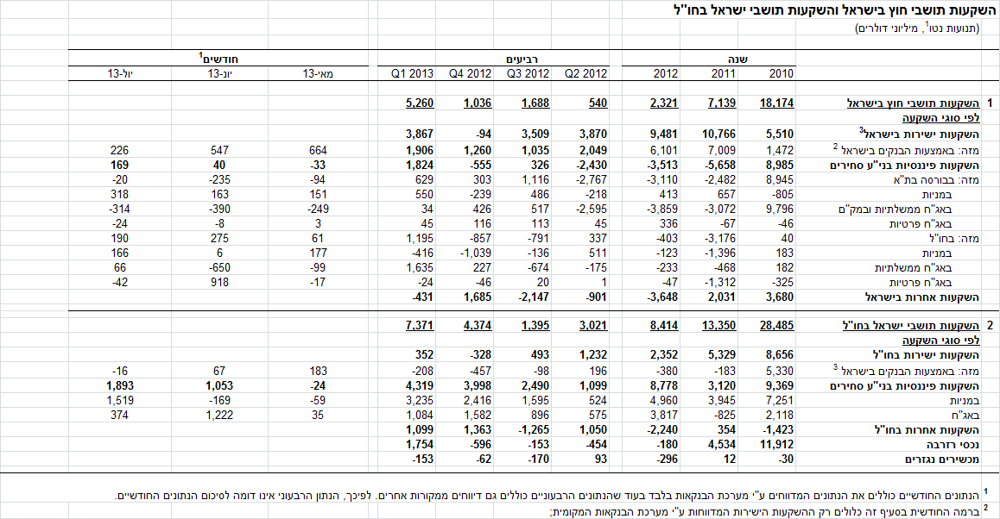 השקעות תושבי חוץ בישראל והשקעות תושבי ישראל בחו"ל
(תנועות נטו¹, מיליוני דולרים)
שנה רביעים חודשים¹
2010 2011 2012 Q2 2012 Q3 2012 Q4 2012 Q1 2013 מאי-13 יונ-13 יול-13
1 השקעות תושבי חוץ בישראל 18,174 7,139 2,321 540 1,688 1,036 5,260
לפי סוגי השקעה
השקעות ישירות בישראל³ 5,510 10,766 9,481 3,870 3,509 -94 3,867
מזה: באמצעות הבנקים בישראל ² 1,472 7,009 6,101 2,049 1,035 1,260 1,906 664 547 226
השקעות פיננסיות בני"ע סחירים 8,985 -5,658 -3,513 -2,430 326 -555 1,824 -33 40 169
מזה: בבורסה בת"א 8,945 -2,482 -3,110 -2,767 1,116 303 629 -94 -235 -20
במניות -805 657 413 -218 486 -239 550 151 163 318
באג"ח ממשלתיות ובמק"ם 9,796 -3,072 -3,859 -2,595 517 426 34 -249 -390 -314
באג"ח פרטיות -46 -67 336 45 113 116 45 3 -8 -24
מזה: בחו"ל 40 -3,176 -403 337 -791 -857 1,195 61 275 190
במניות 183 -1,396 -123 511 -136 -1,039 -416 177 6 166
באג"ח ממשלתיות 182 -468 -233 -175 -674 227 1,635 -99 -650 66
באג"ח פרטיות -325 -1,312 -47 1 20 -46 -24 -17 918 -42
השקעות אחרות בישראל 3,680 2,031 -3,648 -901 -2,147 1,685 -431
2 השקעות תושבי ישראל בחו"ל 28,485 13,350 8,414 3,021 1,395 4,374 7,371
לפי סוגי השקעה
השקעות ישירות בחו"ל 8,656 5,329 2,352 1,232 493 -328 352
מזה: באמצעות הבנקים בישראל ³ 5,330 -183 -380 196 -98 -457 -208 183 67 -16
השקעות פיננסיות בני"ע סחירים 9,369 3,120 8,778 1,099 2,490 3,998 4,319 -24 1,053 1,893
במניות 7,251 3,945 4,960 524 1,595 2,416 3,235 -59 -169 1,519
באג"ח 2,118 -825 3,817 575 896 1,582 1,084 35 1,222 374
השקעות אחרות בחו"ל -1,423 354 -2,240 1,050 -1,265 1,363 1,099
נכסי רזרבה 11,912 4,534 -180 -454 -153 -596 1,754
מכשירים נגזרים -30 12 -296 93 -170 -62 -153
¹ הנתונים החודשיים כוללים את הנתונים המדווחים ע"י מערכת הבנקאות בלבד בעוד שהנתונים הרבעוניים כוללים גם דיווחים ממקורות אחרים. לפיכך, הנתון הרבעוני אינו דומה לסיכום הנתונים החודשיים.
² ברמה החודשית בסעיף זה כלולים רק ההשקעות הישירות המדווחות ע"י מערכת הבנקאות המקומית;